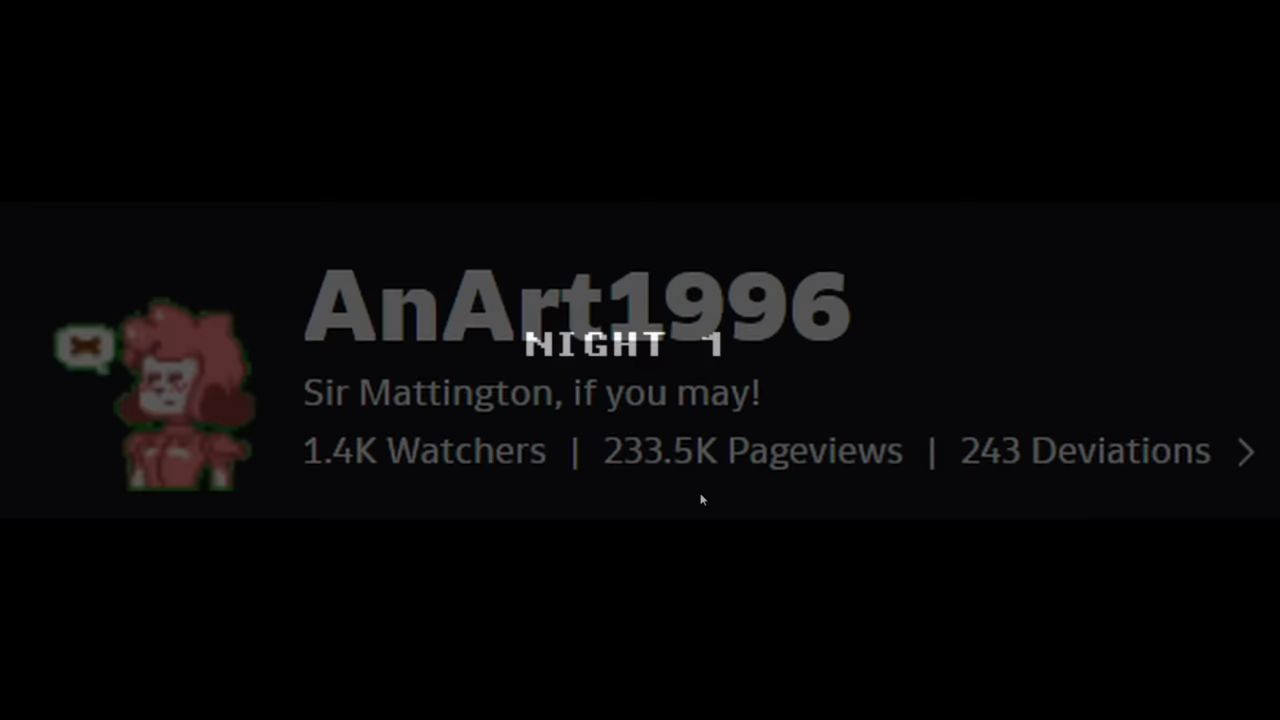 AnArt1996
NIGHT 1
Sir Mattington, if you may!
1.4K Watchers | 233.5K Pageviews | 243 Deviations >